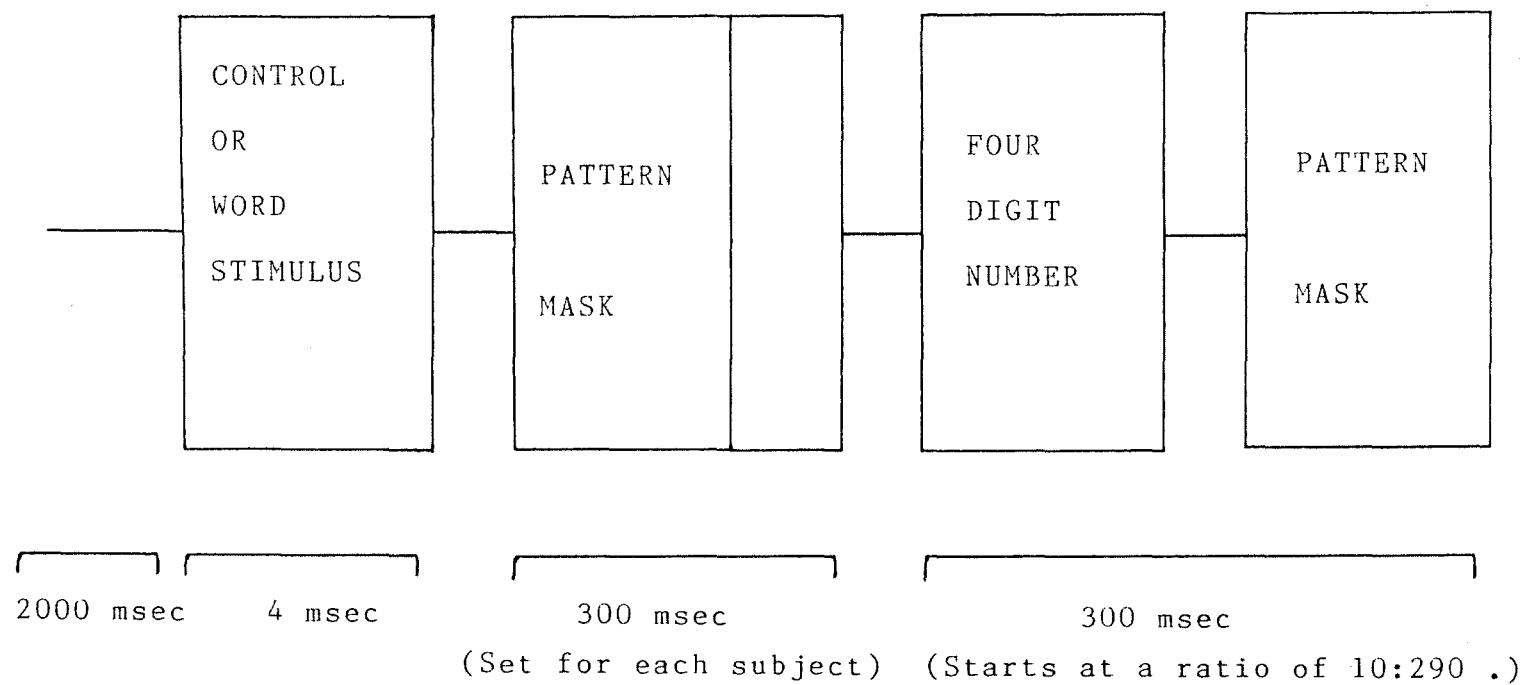 CONTROL
OR
WORD
STIMULUS
PATTERN
MASK
FOUR
DIGIT
NUMBER
PATTERN
MASK
2000 msec
4 msec
300 msec
(Set for each subject)
300 msec
(Starts at a ratio of 10:290 .)